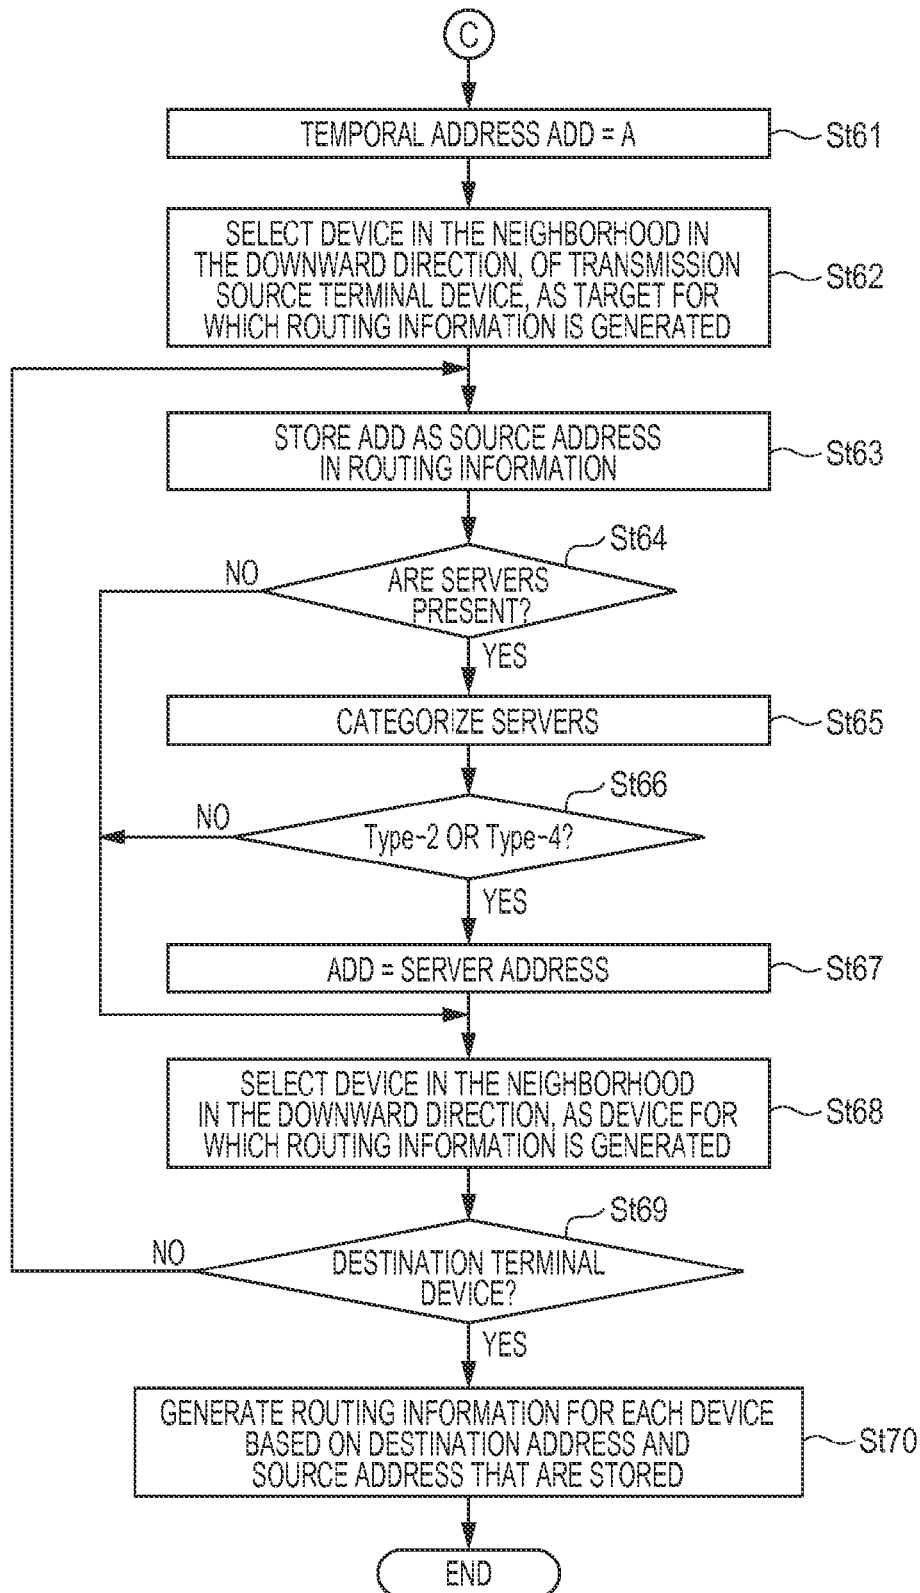 C
TEMPORAL ADDRESS ADD = A
St61
SELECT DEVICE IN THE NEIGHBORHOOD IN
THE DOWNWARD DIRECTION, OF TRANSMISSION
SOURCE TERMINAL DEVICE, AS TARGET FOR
WHICH ROUTING INFORMATION IS GENERATED
St62
STORE ADD AS SOURCE ADDRESS
IN ROUTING INFORMATION
St63
St64
NO
ARE SERVERS
PRESENT?
YES
CATEGORIZE SERVERS
St65
St66
NO
Type-2 OR Type-4?
YES
ADD = SERVER ADDRESS
St67
SELECT DEVICE IN THE NEIGHBORHOOD
IN THE DOWNWARD DIRECTION, AS DEVICE FOR
WHICH ROUTING INFORMATION IS GENERATED
St68
St69
NO
DESTINATION TERMINAL
DEVICE?
YES
GENERATE ROUTING INFORMATION FOR EACH DEVICE
BASED ON DESTINATION ADDRESS AND
SOURCE ADDRESS THAT ARE STORED
St70
END